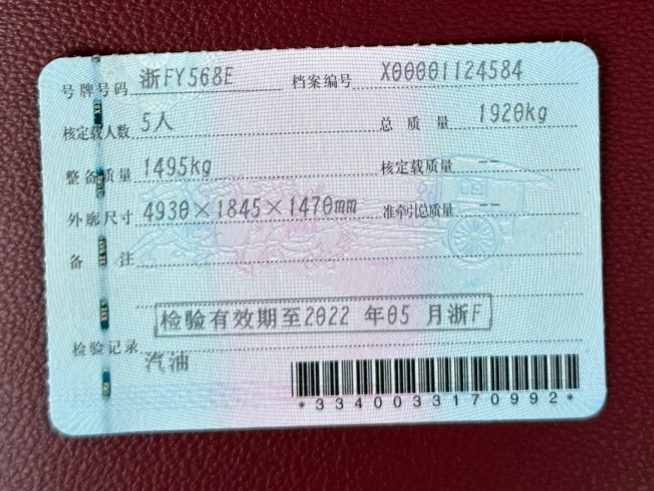 号牌号码 浙FY568E 档案编号 X00001124584
核定载人数 5人 总 质 量 1920kg
整备质量 1495kg 核定载质量 --
外廓尺寸 4930×1845×1470mm 准牵引总质量 --
备 注
检验有效期至2022 年05 月浙F
检验记录
汽油
*3340033170992*